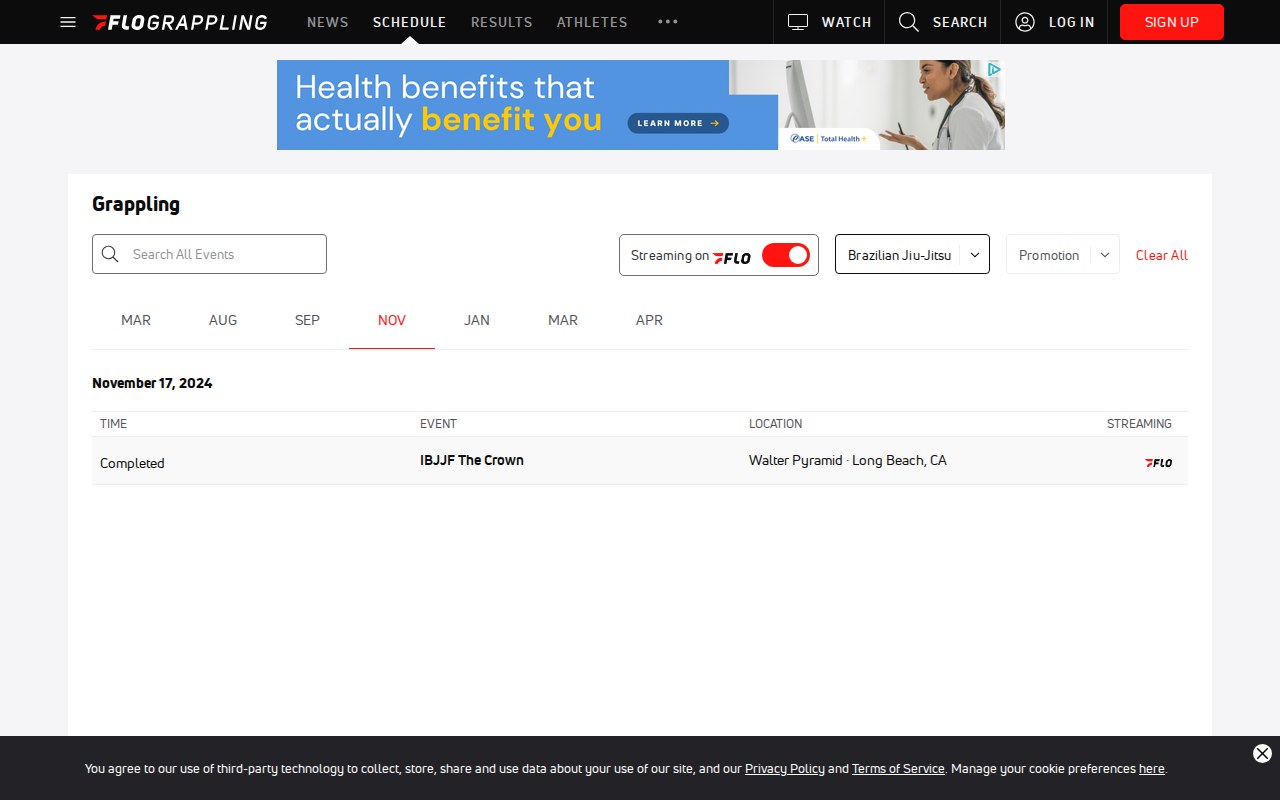 FLOGRAPPLING NEWS SCHEDULE RESULTS ATHLETES WATCH SEARCH LOG IN SIGN UP
Health benefits that
actually benefit you
LEARN MORE
EASE Total Health+
Grappling
Search All Events Streaming on FLO Brazilian Jiu-Jitsu Promotion Clear All
MAR AUG SEP NOV JAN MAR APR
November 17, 2024
TIME EVENT LOCATION STREAMING
Completed IBJJF The Crown Walter Pyramid · Long Beach, CA FLO
You agree to our use of third-party technology to collect, store, share and use data about your use of our site, and our Privacy Policy and Terms of Service. Manage your cookie preferences here.